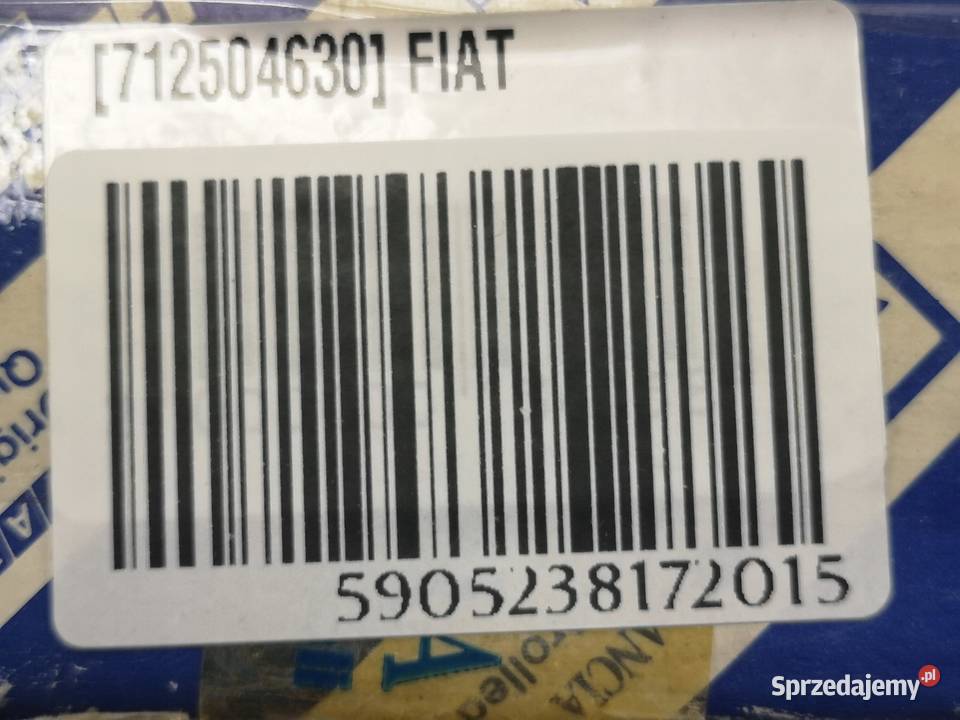 [712504630] FIAT
5905238172015
Sprzedajemy.pl